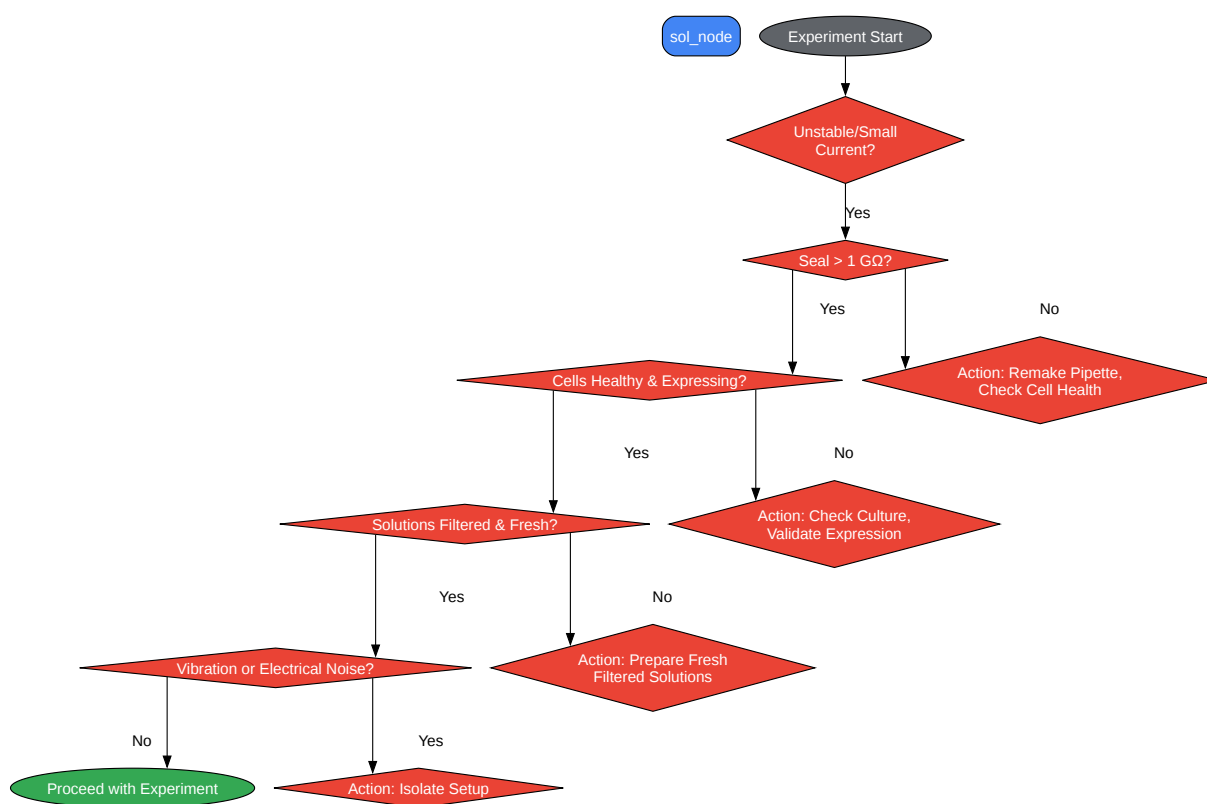 sol_node
Experiment Start
Unstable/Small
Current?
Yes
Seal > 1 GΩ?
Yes
No
Cells Healthy & Expressing?
Action: Remake Pipette,
Check Cell Health
Yes
No
Solutions Filtered & Fresh?
Action: Check Culture,
Validate Expression
Yes
No
Vibration or Electrical Noise?
Action: Prepare Fresh
Filtered Solutions
No
Yes
Proceed with Experiment
Action: Isolate Setup